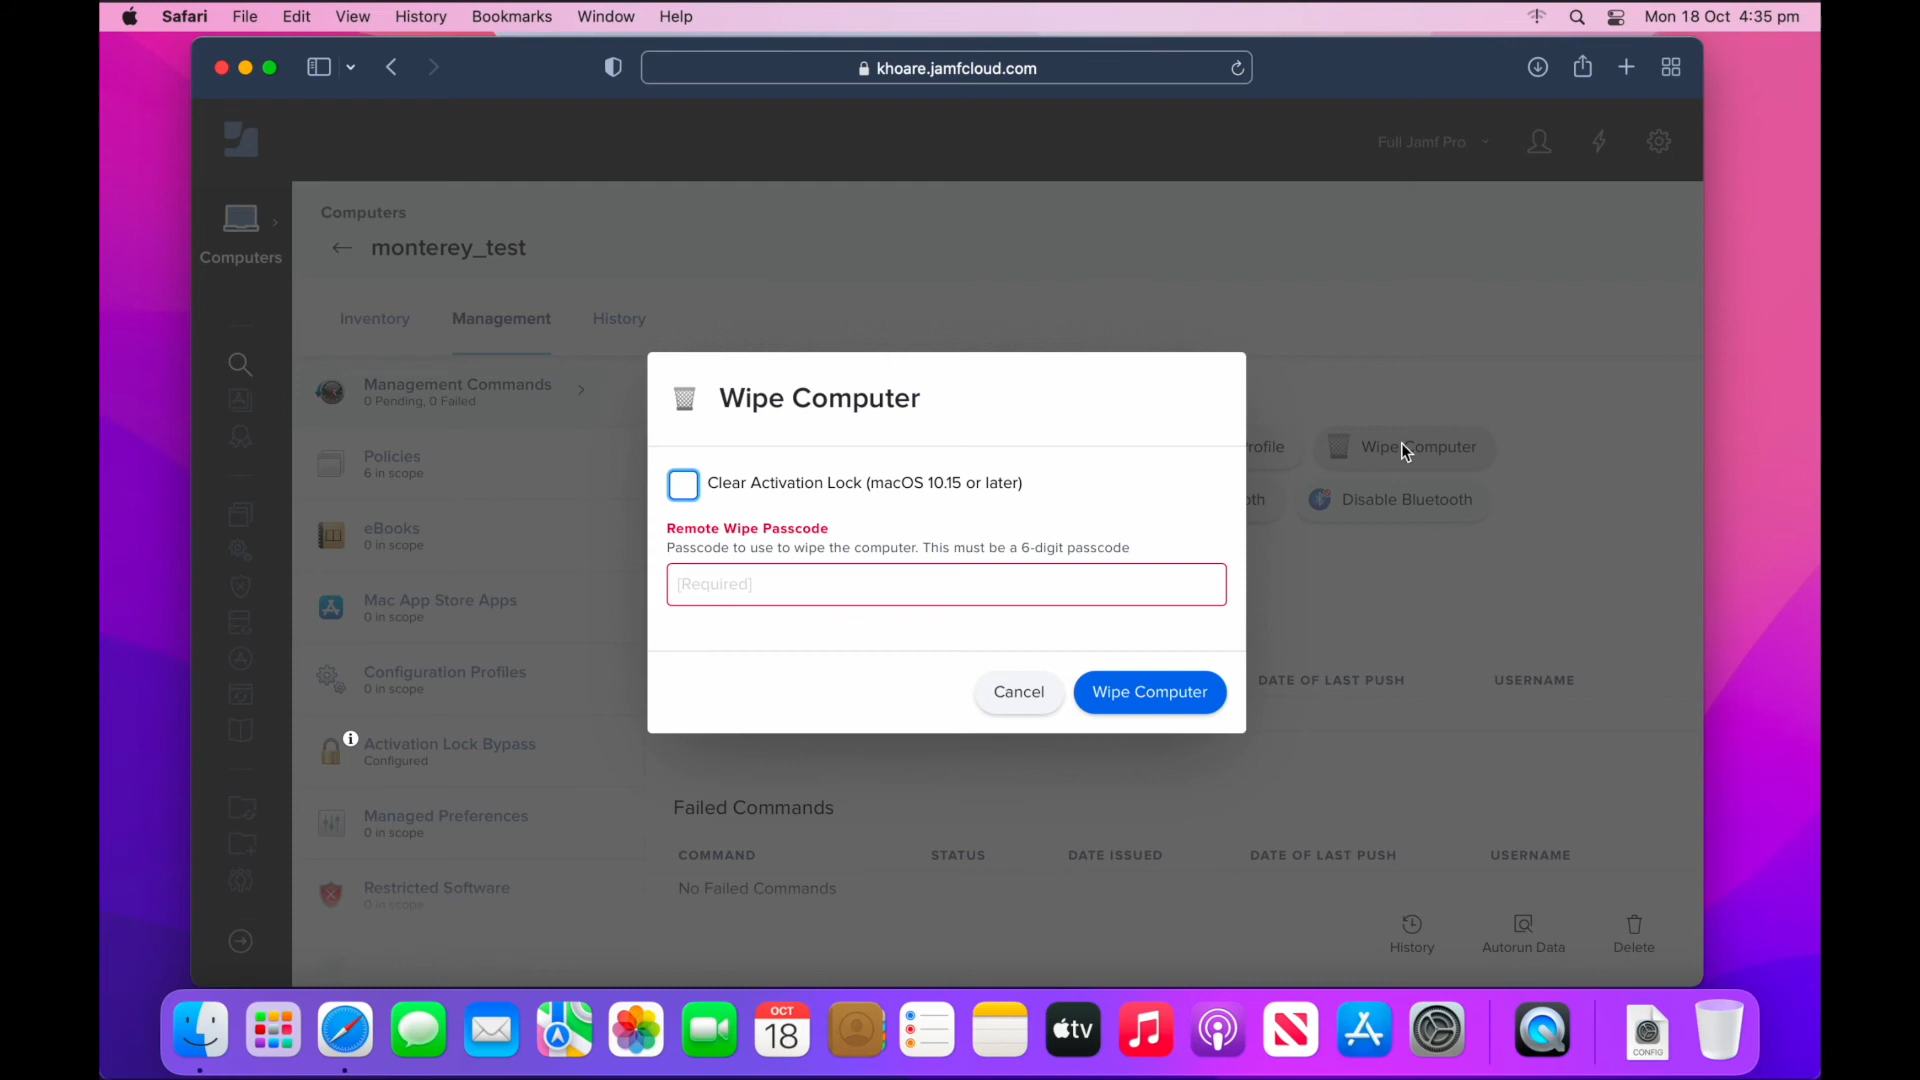 Safari File Edit View History Bookmarks Window Help Mon 18 Oct 4:35 pm
khoare.jamfcloud.com
Full Jamf Pro
Computers
monterey_test
Computers
Inventory Management History
Management Commands
0 Pending, 0 Failed
Wipe Computer
rofile
Wipe Computer
Policies
6 in scope
Clear Activation Lock (macOS 10.15 or later)
oth
Disable Bluetooth
eBooks
0 in scope
Remote Wipe Passcode
Passcode to use to wipe the computer. This must be a 6-digit passcode
[Required]
Mac App Store Apps
0 in scope
Configuration Profiles
0 in scope
Cancel
Wipe Computer
DATE OF LAST PUSH USERNAME
Activation Lock Bypass
Configured
Managed Preferences
0 in scope
Failed Commands
COMMAND STATUS DATE ISSUED DATE OF LAST PUSH USERNAME
No Failed Commands
Restricted Software
0 in scope
History Autorun Data Delete
OCT
18
tv
CONFIG